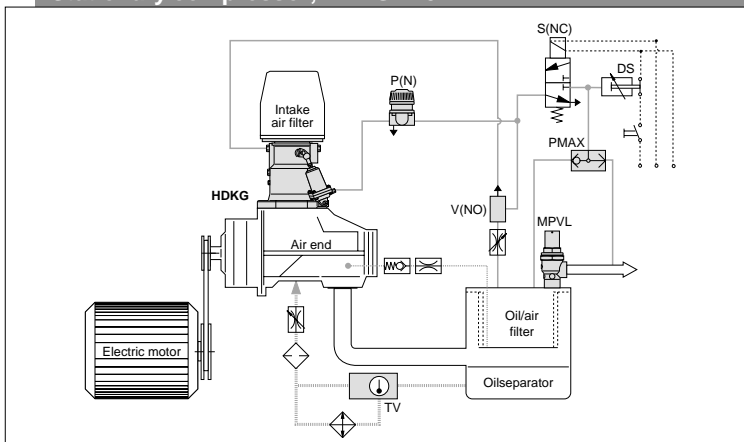 S(NC)
P(N)
DS
Intake
air filter
PMAX
HDKG
V(NO)
MPVL
Air end
Oil/air
filter
Electric motor
Oilseparator
TV